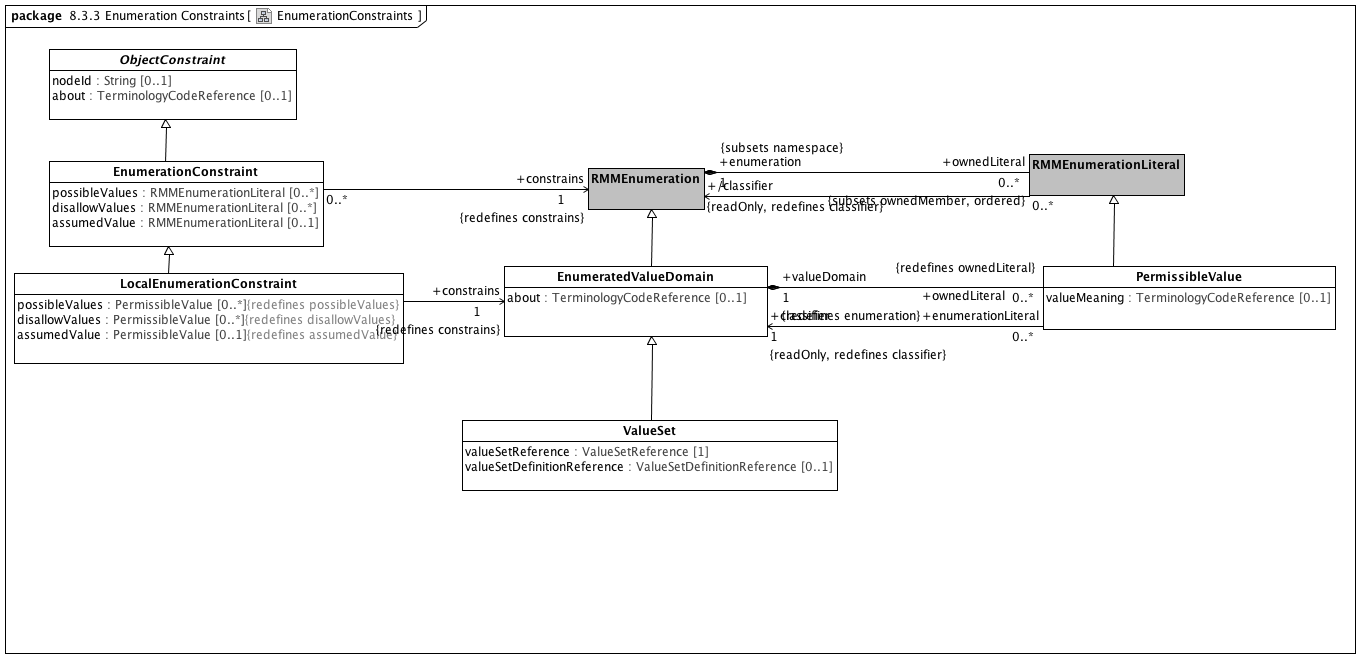 package 8.3.3 Enumeration Constraints[ EnumerationConstraints ]
ObjectConstraint
nodeId : String [0..1]
about : TerminologyCodeReference [0..1]
EnumerationConstraint
possibleValues : RMMEnumerationLiteral [0..*]
disallowValues : RMMEnumerationLiteral [0..*]
assumedValue : RMMEnumerationLiteral [0..1]
0..*
+constrains
1
{redefines constrains}
RMMEnumeration
{subsets namespace}
+enumeration
1
+ownedLiteral
0..*
{subsets ownedMember, ordered}
+/classifier
{readOnly, redefines classifier}
0..*
RMMEnumerationLiteral
LocalEnumerationConstraint
possibleValues : PermissibleValue [0..*]{redefines possibleValues}
disallowValues : PermissibleValue [0..*]{redefines disallowValues}
assumedValue : PermissibleValue [0..1]{redefines assumedValue}
+constrains
1
{redefines constrains}
EnumeratedValueDomain
about : TerminologyCodeReference [0..1]
+valueDomain
1
{redefines enumeration}
{redefines ownedLiteral}
+ownedLiteral 0..*
+classifier
1
{readOnly, redefines classifier}
+enumerationLiteral
0..*
PermissibleValue
valueMeaning : TerminologyCodeReference [0..1]
ValueSet
valueSetReference : ValueSetReference [1]
valueSetDefinitionReference : ValueSetDefinitionReference [0..1]